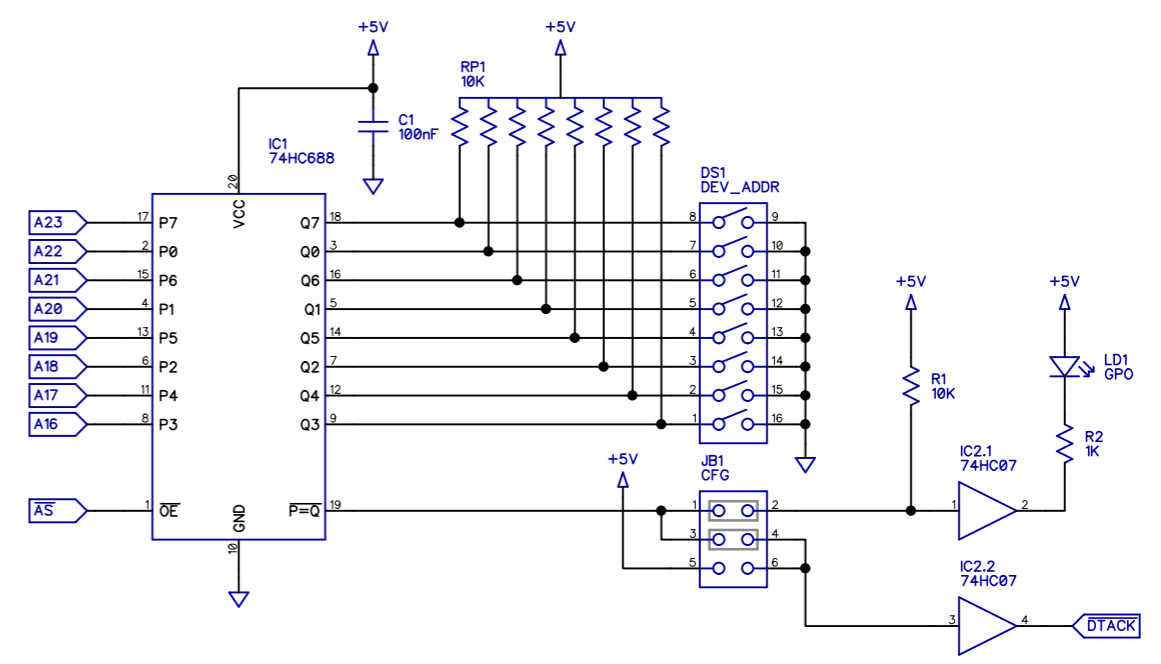 +5V
+5V
RP1
10K
C1
100nF
IC1
74HC688
DS1
DEV_ADDR
20
VCC
A23
17
P7
Q7
18
8
9
A22
2
P0
Q0
3
7
10
A21
15
P6
Q6
16
6
11
A20
4
P1
Q1
5
5
12
A19
13
P5
Q5
14
4
13
A18
6
P2
Q2
7
3
14
A17
11
P4
Q4
12
2
15
A16
8
P3
Q3
9
1
16
+5V
+5V
R1
10K
LD1
GPO
R2
1K
+5V
JB1
CFG
IC2.1
74HC07
AS
1
OE
P=Q
19
1
2
1
2
GND
10
3
4
5
6
IC2.2
74HC07
3
4
DTACK